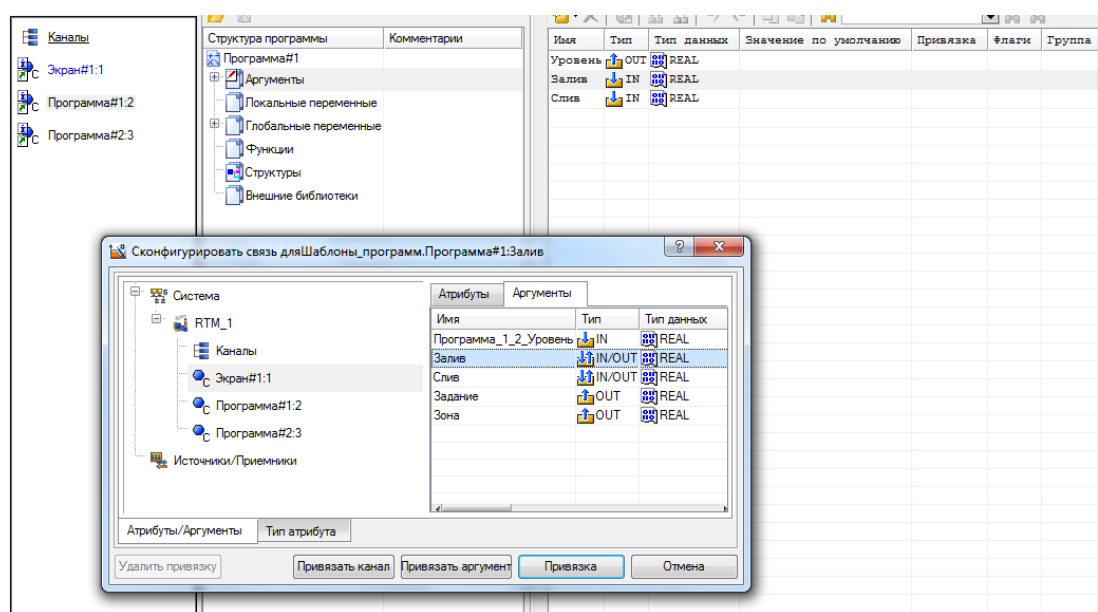 Каналы
Экран#1:1
Программа#1:2
Программа#2:3
Структура программы Комментарии
Программа#1
Аргументы
Локальные переменные
Глобальные переменные
Функции
Структуры
Внешние библиотеки
Имя Тип Тип данных Значение по умолчанию Привязка Флаги Группа
Уровень OUT REAL
Залив IN REAL
Слив IN REAL
Сконфигурировать связь дляШаблоны_программ.Программа#1:Залив
Система
RTM_1
Каналы
Экран#1:1
Программа#1:2
Программа#2:3
Источники/Приемники
Атрибуты Аргументы
Имя Тип Тип данных
Программа_1_2_Уровень IN REAL
Залив IN/OUT REAL
Слив IN/OUT REAL
Задание OUT REAL
Зона OUT REAL
Атрибуты/Аргументы Тип атрибута
Удалить привязку Привязать канал Привязать аргумент Привязка Отмена